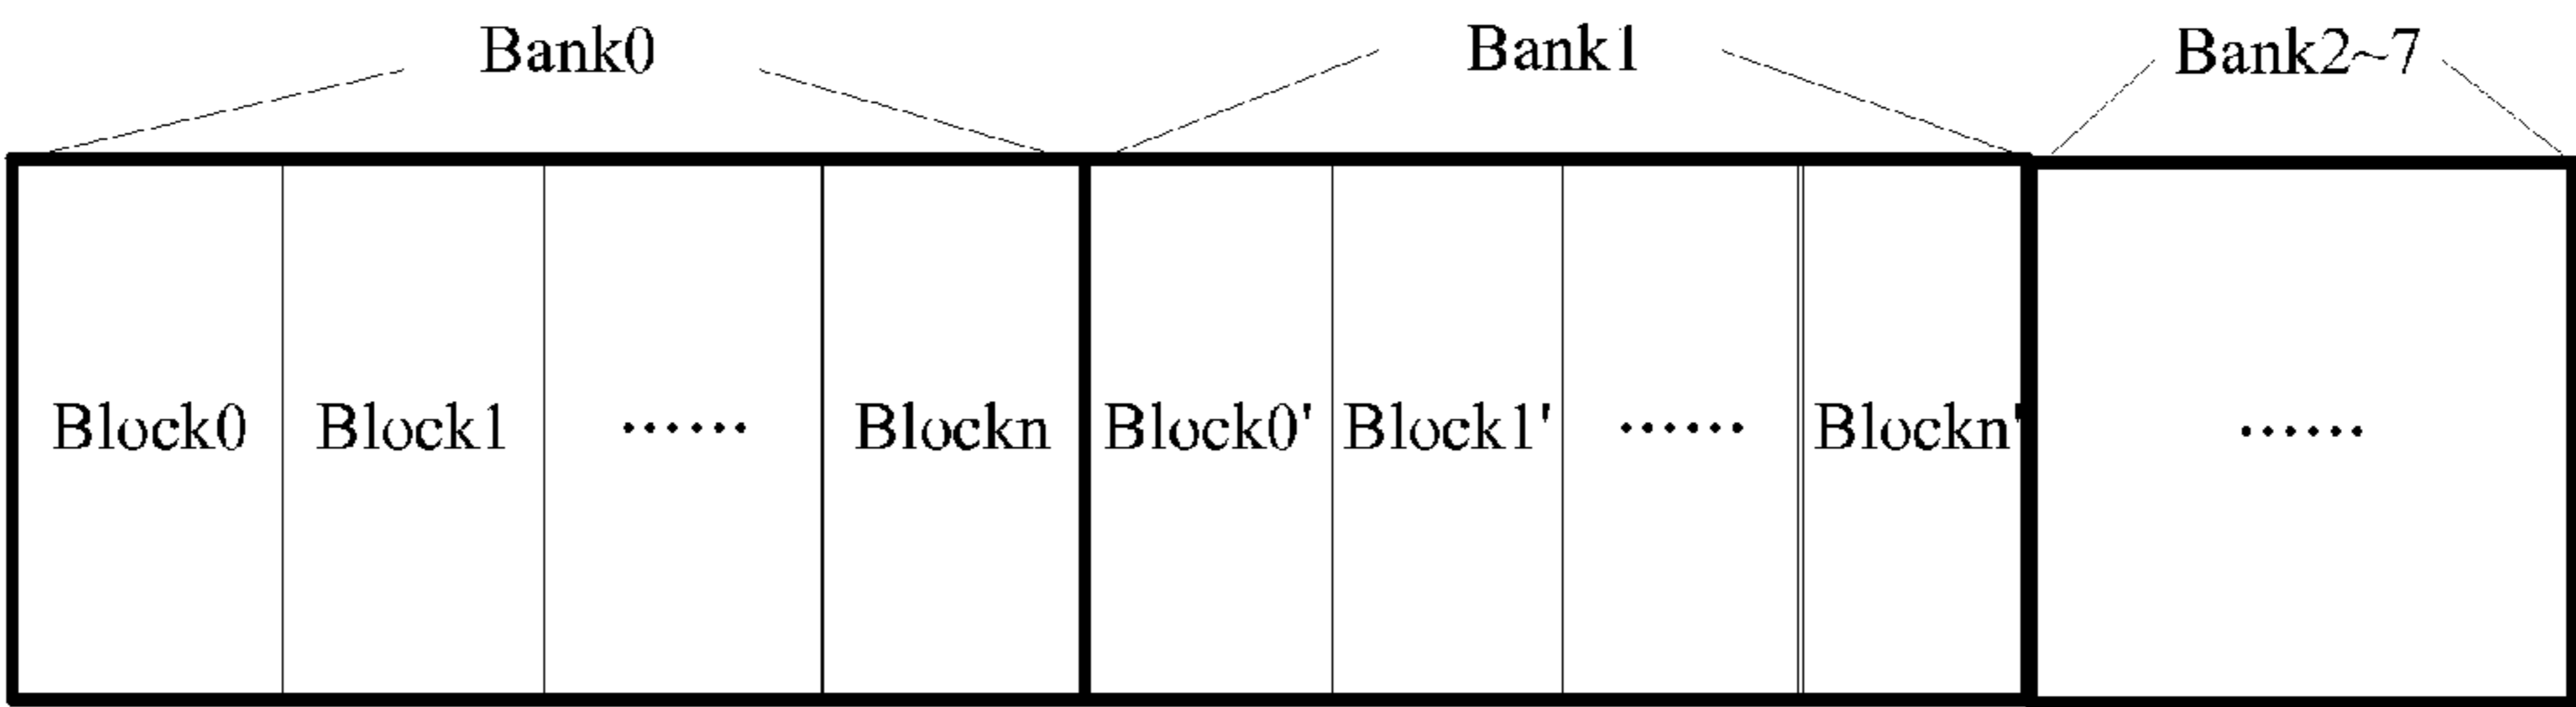 Bank0 Bank1 Bank2~7
Block0 Block1 ...... Blockn Block0' Block1' ...... Blockn' ......